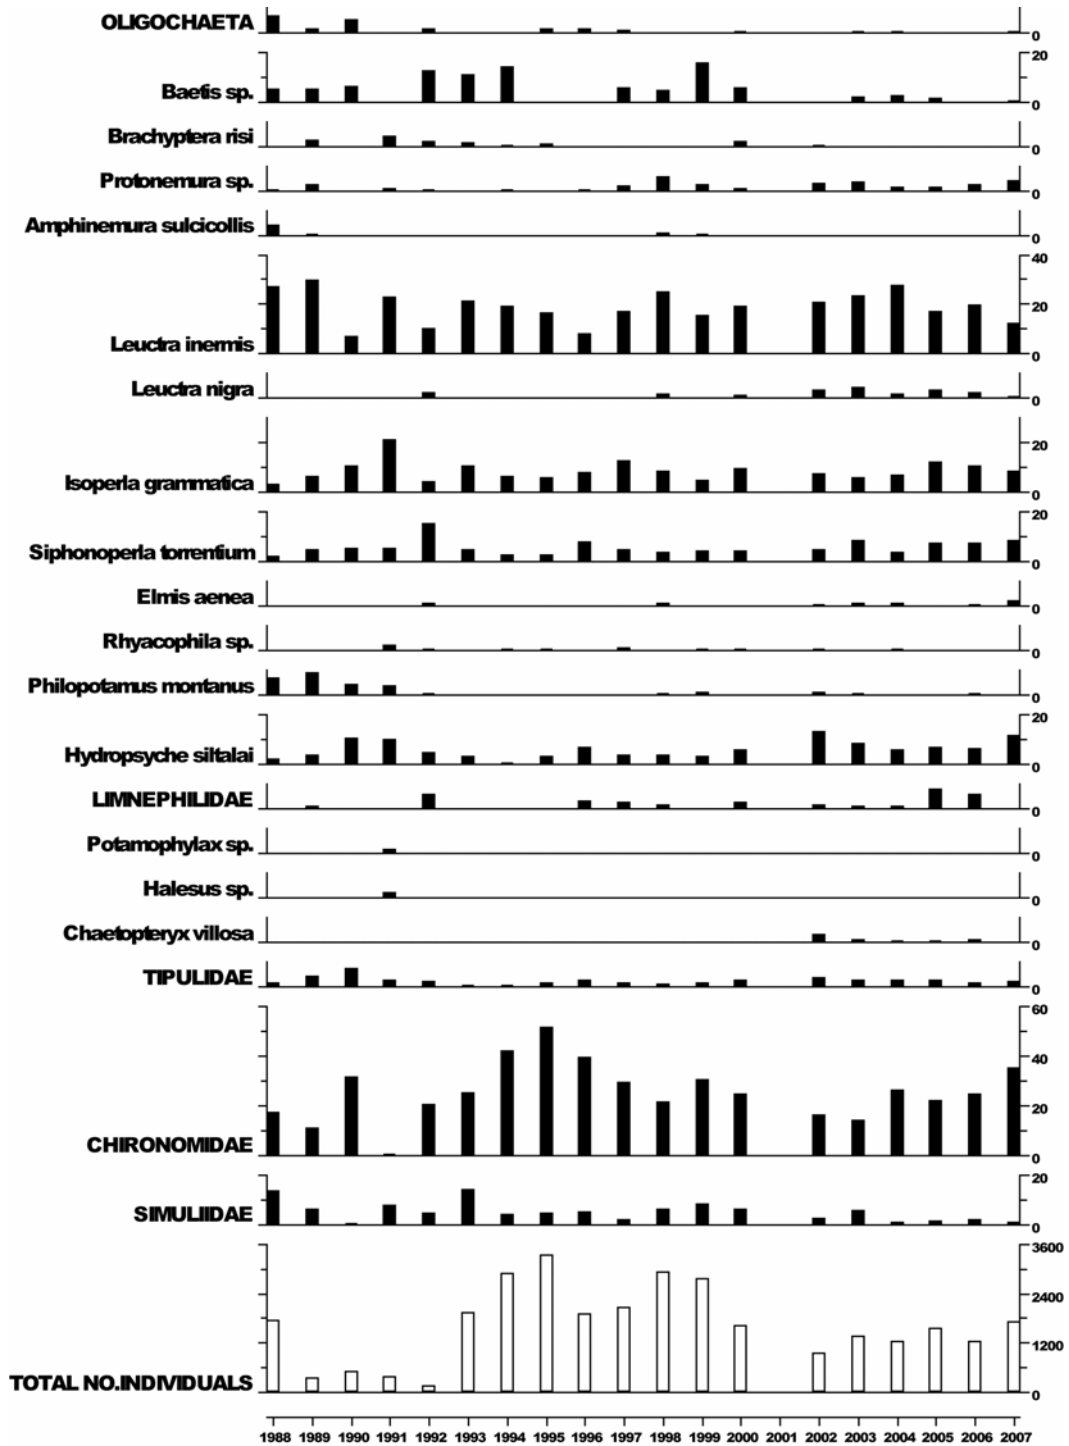 OLIGOCHAETA
0
20
Baetis sp.
0
Brachyptera risi
0
Protonemura sp.
0
Amphinemura sulcicollis
0
40
20
Leuctra inermis
0
Leuctra nigra
0
20
Isoperla grammatica
0
20
Siphonoperla torrentium
0
Elmis aenea
0
Rhyacophila sp.
0
Philopotamus montanus
0
20
Hydropsyche siltalai
0
LIMNEPHILIDAE
0
Potamophylax sp.
0
Halesus sp.
0
Chaetopteryx villosa
0
TIPULIDAE
0
60
40
20
CHIRONOMIDAE
0
20
SIMULIIDAE
0
3600
2400
1200
TOTAL NO.INDIVIDUALS
0
1988 1989 1990 1991 1992 1993 1994 1995 1996 1997 1998 1999 2000 2001 2002 2003 2004 2005 2006 2007